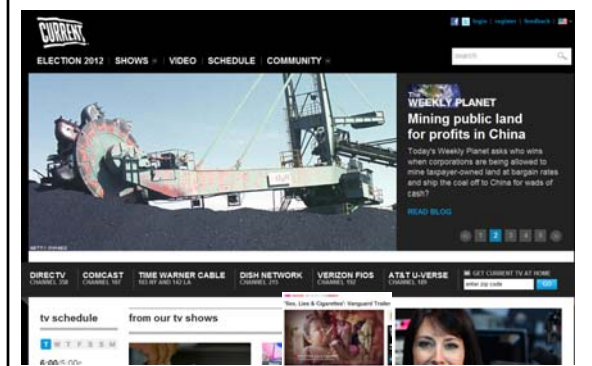 CURRENT
login | register | feedback
ELECTION 2012 | SHOWS | VIDEO | SCHEDULE | COMMUNITY
search
The
WEEKLY PLANET
Mining public land
for profits in China
Today's Weekly Planet asks who wins
when corporations are being allowed to
mine taxpayer-owned land at bargain rates
and ship the coal off to China for wads of
cash?
READ BLOG
1 2 3 4 5
GETTY IMAGES
DIRECTV
CHANNEL 358
COMCAST
CHANNEL 107
TIME WARNER CABLE
103 NY AND 142 LA
DISH NETWORK
CHANNEL 215
VERIZON FIOS
CHANNEL 192
AT&T U-VERSE
CHANNEL 189
GET CURRENT TV AT HOME
enter zip code
GO
tv schedule
from our tv shows
'Sex, Lies & Cigarettes': Vanguard Trailer
T W T F S S M
6:00/5:00c